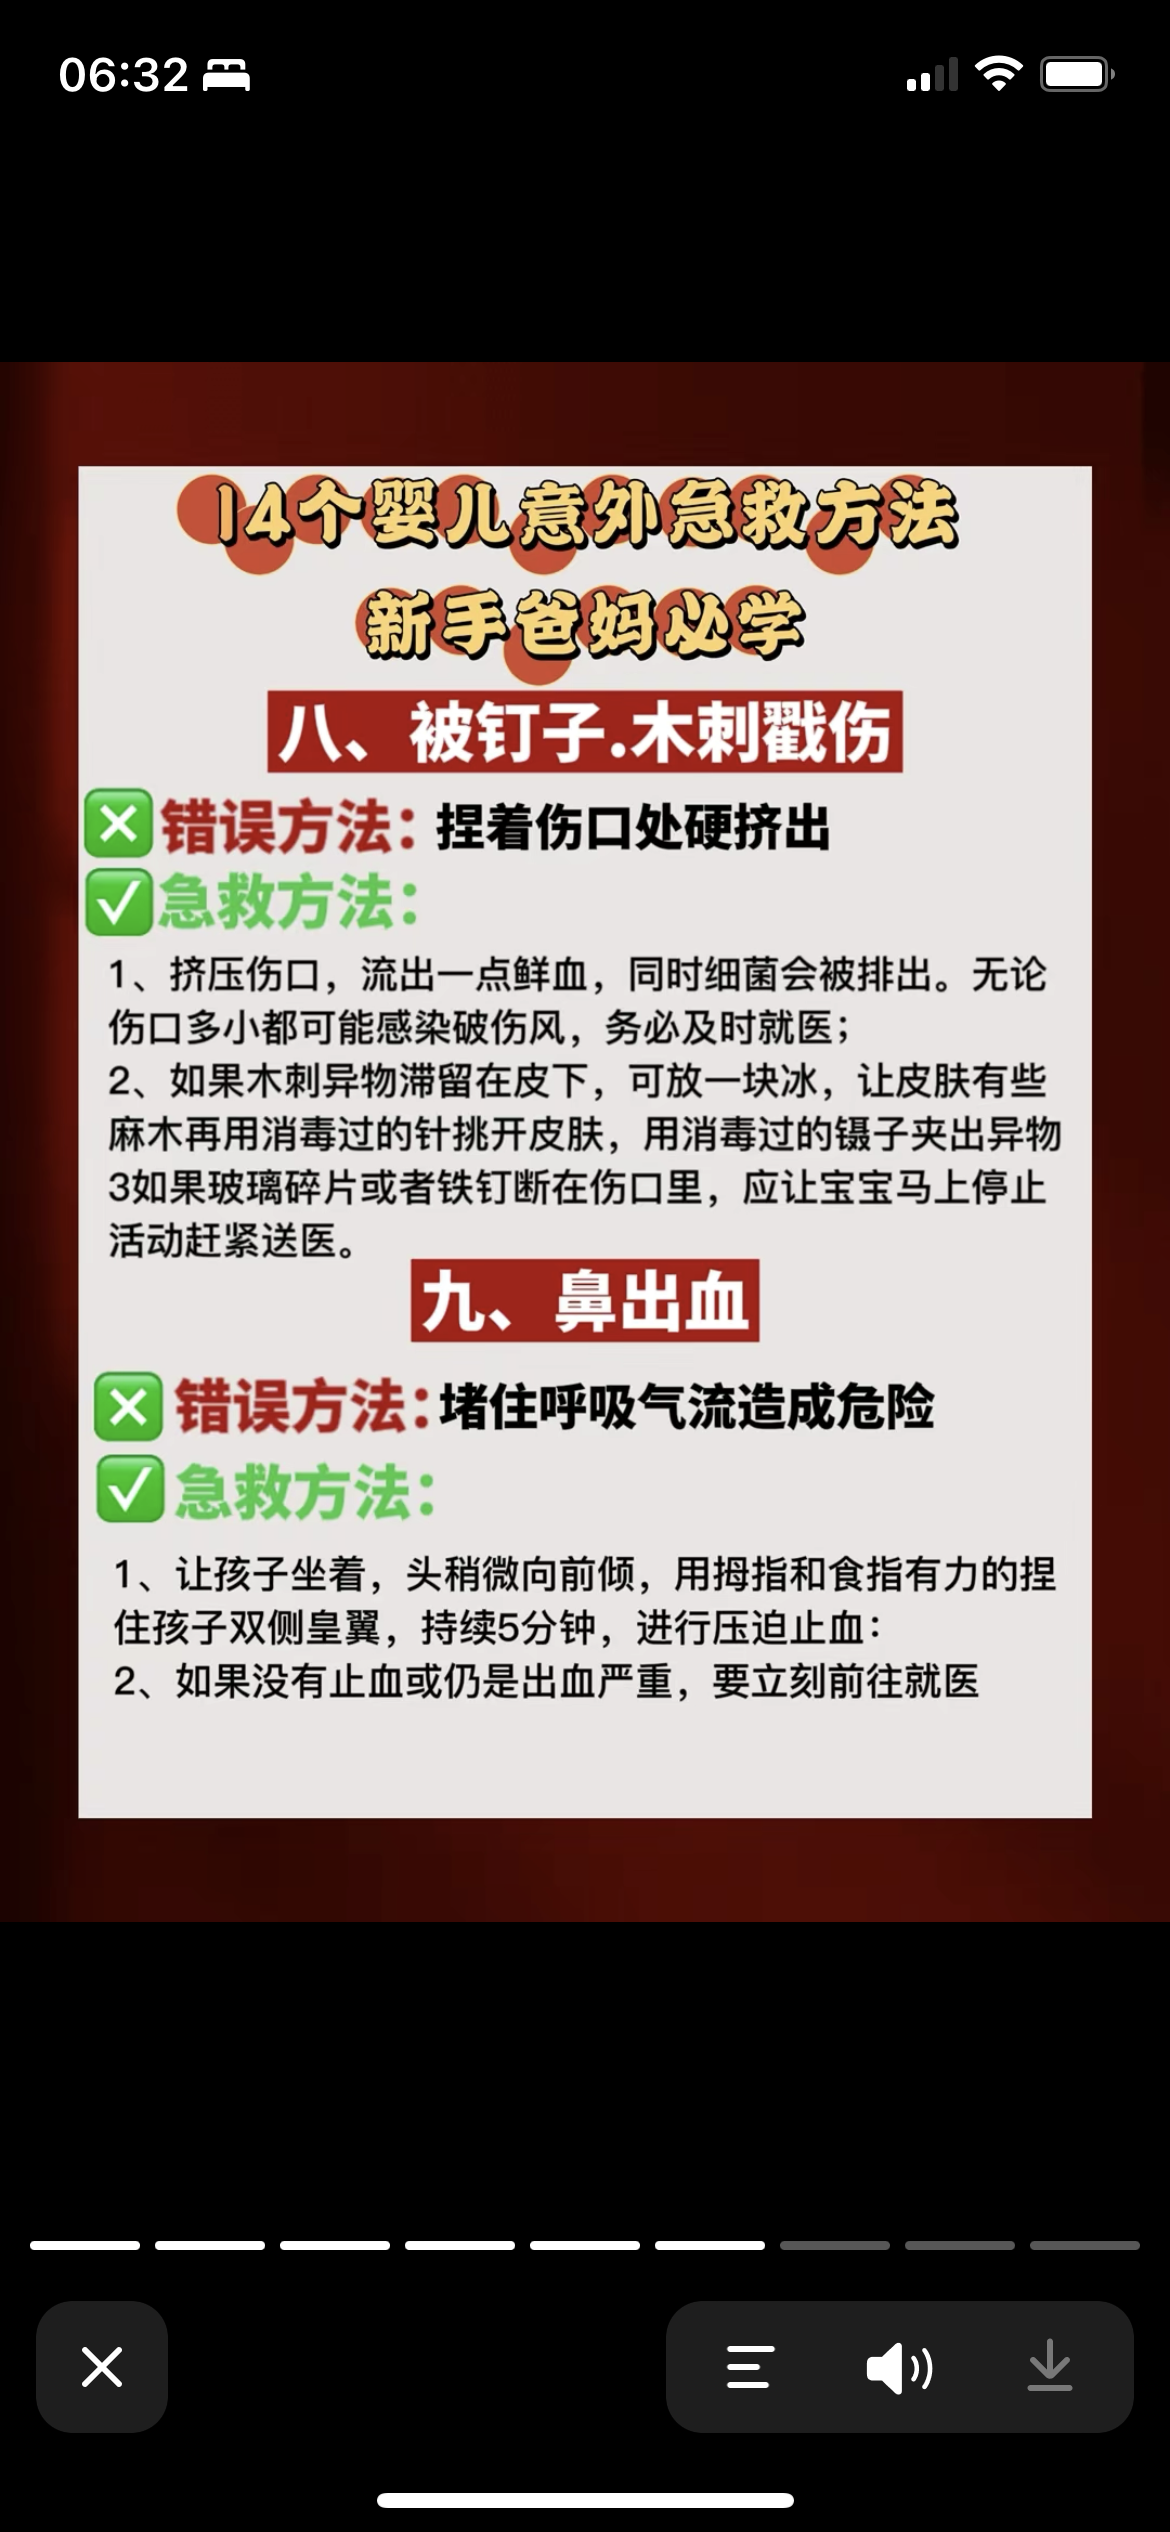 06:32
14个婴儿意外急救方法
新手爸妈必学
八、被钉子.木刺戳伤
错误方法：捏着伤口处硬挤出
急救方法：
1、挤压伤口，流出一点鲜血，同时细菌会被排出。无论
伤口多小都可能感染破伤风，务必及时就医；
2、如果木刺异物滞留在皮下，可放一块冰，让皮肤有些
麻木再用消毒过的针挑开皮肤，用消毒过的镊子夹出异物
3如果玻璃碎片或者铁钉断在伤口里，应让宝宝马上停止
活动赶紧送医。
九、鼻出血
错误方法：堵住呼吸气流造成危险
急救方法：
1、让孩子坐着，头稍微向前倾，用拇指和食指有力的捏
住孩子双侧皇翼，持续5分钟，进行压迫止血：
2、如果没有止血或仍是出血严重，要立刻前往就医